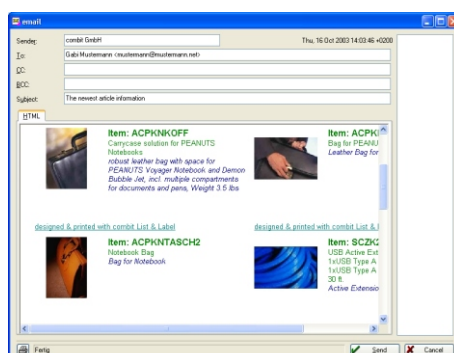 email
Sender:
combit GmbH
Thu, 16 Oct 2003 14:03:46 +0200
To:
Gabi Mustermann <mustermann@mustermann.net>
CC:
BCC:
Subject:
The newest article information
HTML
Item: ACPKNKOFF
Carrycase solution for PEANUTS
Notebooks
robust leather bag with space for
PEANUTS Voyager Notebook and Demon
Bubble Jet, incl. multiple compartments
for documents and pens, Weight 3.5 lbs
Item: ACPKI
Bag for PEANU
Leather Bag for
designed & printed with combit List & Label
designed & printed with combit List & l
Item: ACPKNTASCH2
Notebook Bag
Bag for Notebook
Item: SCZK2
USB Active Ext
1xUSB Type A
1xUSB Type A
30 ft.
Active Extensio
Fertig
Send
Cancel